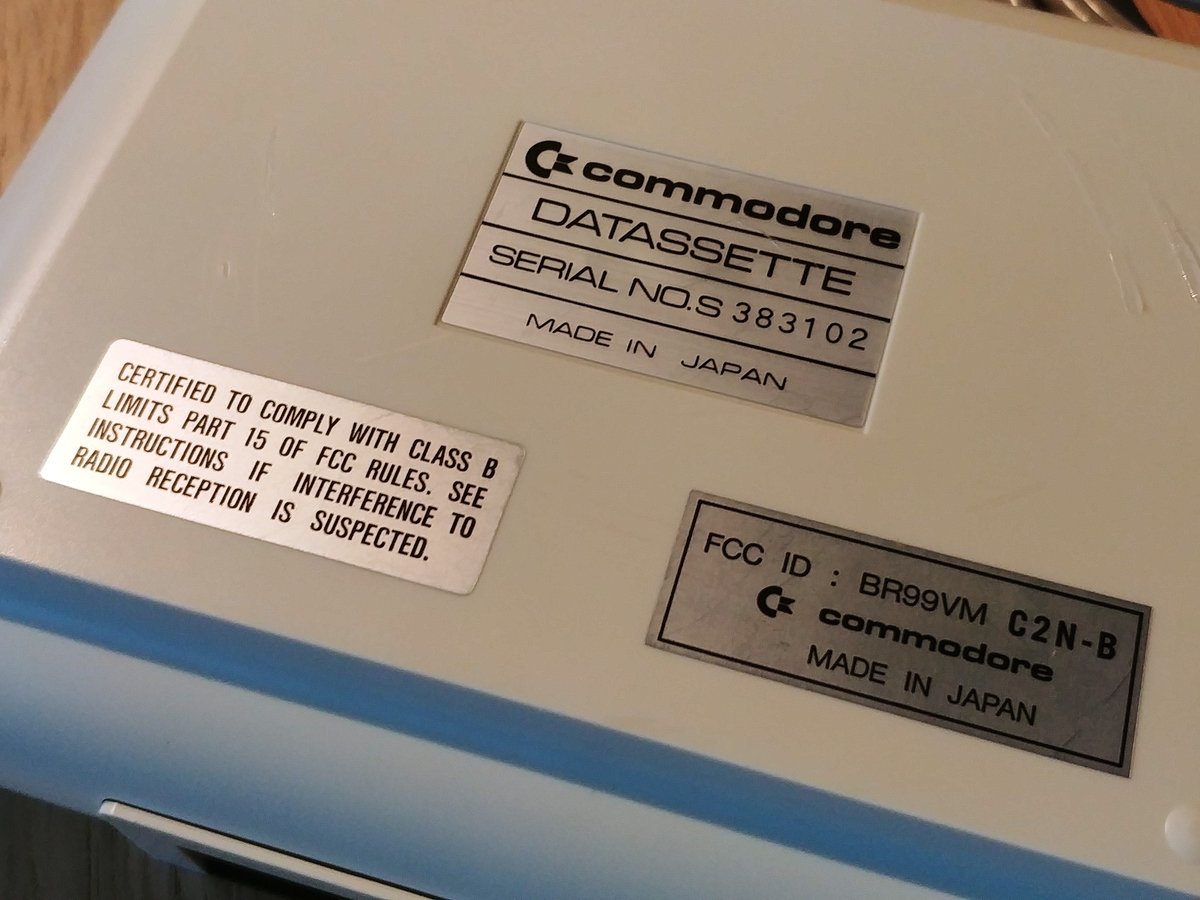 commodore
DATASSETTE
SERIAL NO.S 383102
MADE IN JAPAN
CERTIFIED TO COMPLY WITH CLASS B
LIMITS PART 15 OF FCC RULES. SEE
INSTRUCTIONS IF INTERFERENCE TO
RADIO RECEPTION IS SUSPECTED.
FCC ID : BR99VM C2N-B
commodore
MADE IN JAPAN